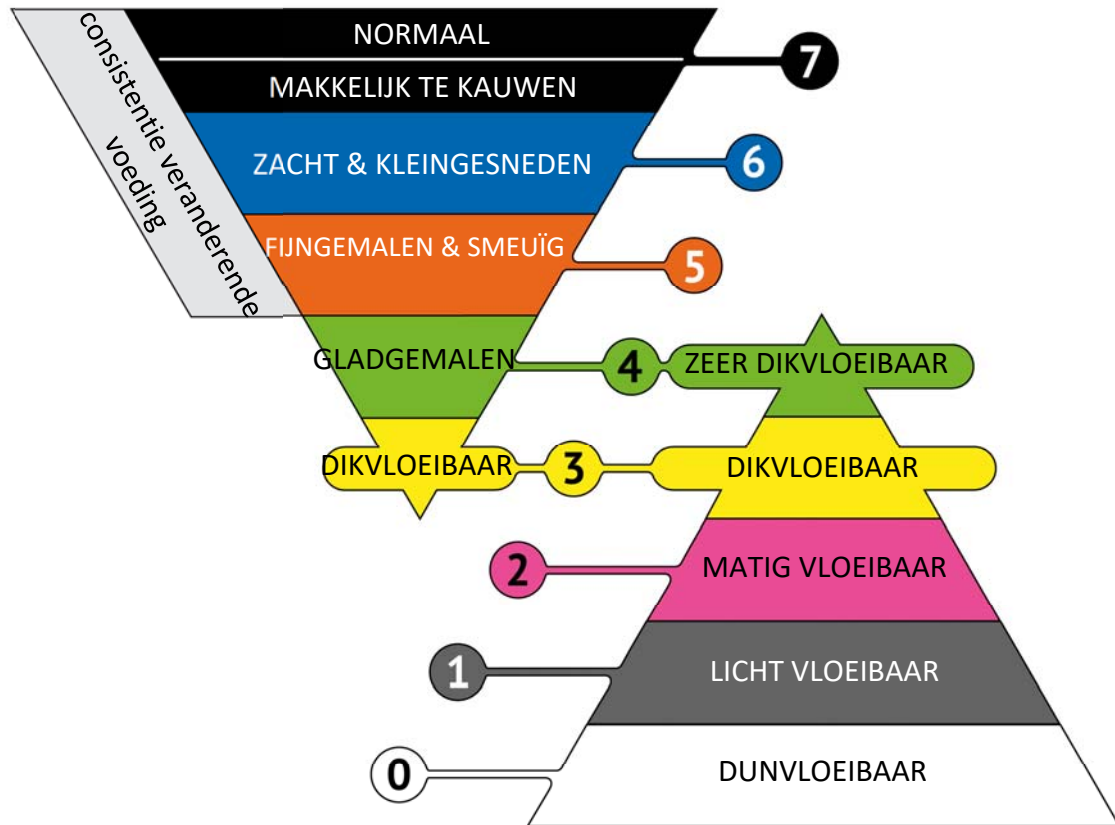 consistentie veranderende
voeding
NORMAAL
MAKKELIJK TE KAUWEN
7
ZACHT & KLEINGESNEDEN
6
FIJNGEMALEN & SMEUÏG
5
GLADGEMALEN
4
ZEER DIKVLOEIBAAR
DIKVLOEIBAAR
3
DIKVLOEIBAAR
2
MATIG VLOEIBAAR
1
LICHT VLOEIBAAR
0
DUNVLOEIBAAR